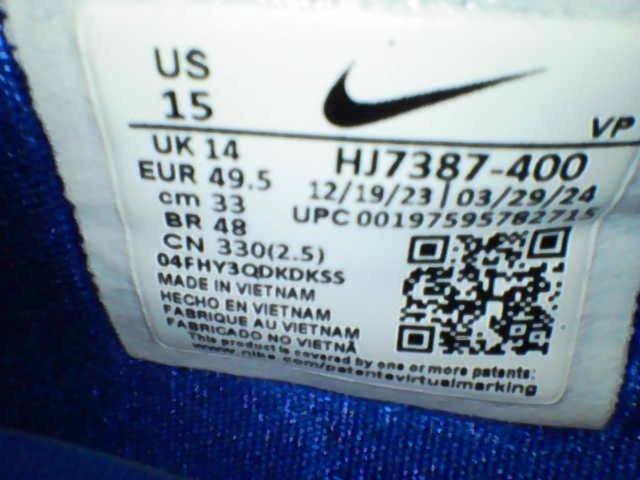 US
15
VP
UK 14
EUR 49.5
cm 33
BR 48
CN 330(2.5)
HJ7387-400
12/19/23 | 03/29/24
UPC 00197595782715
04FHY3QDKDKSS
MADE IN VIETNAM
HECHO EN VIETNAM
FABRIQUE AU VIETNAM
FABRICADO NO VIETNÃ
This product is covered by one or more patents:
www.nike.com/patentsvirtualmarking